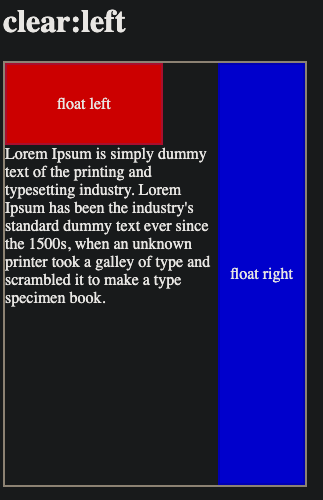 clear:left
float left
Lorem Ipsum is simply dummy
text of the printing and
typesetting industry. Lorem
Ipsum has been the industry's
standard dummy text ever since
the 1500s, when an unknown
printer took a galley of type and
scrambled it to make a type
specimen book.
float right